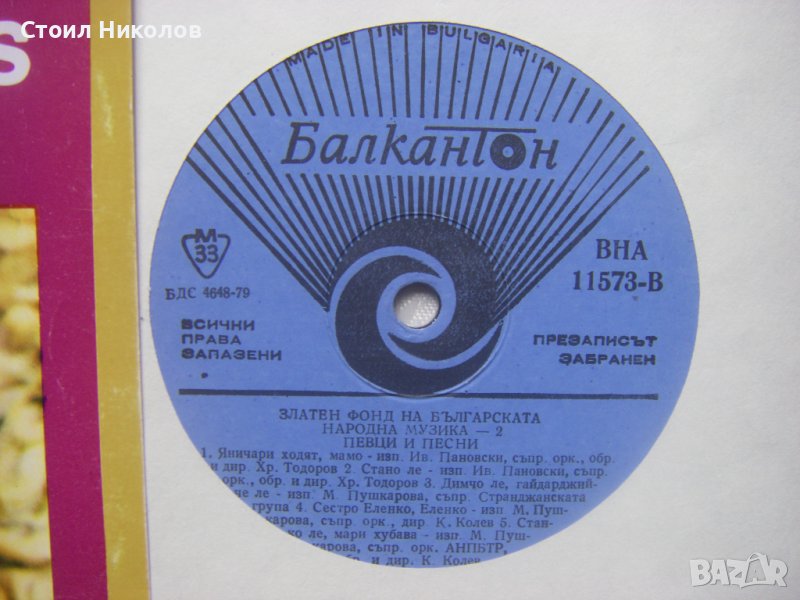 Стоил Николов
S
MADE IN BULGARIA
Балкантон
М
33
БДС 4648-79
ВНА
11573-В
ВСИЧКИ
ПРАВА
ЗАПАЗЕНИ
ПРЕЗАПИСЪТ
ЗАБРАНЕН
ЗЛАТЕН ФОНД НА БЪЛГАРСКАТА
НАРОДНА МУЗИКА — 2
ПЕВЦИ И ПЕСНИ
1. Яничари ходят, мамо - изп. Ив. Пановски, съпр. орк., обр.
и дир. Хр. Тодоров 2. Стано ле - изп. Ив. Пановски, съпр.
орк., обр. и дир. Хр. Тодоров 3. Димчо ле, гайдарджий-
че ле - изп. М. Пушкарова, съпр. Странджанската
група 4. Сестро Еленко, Еленко - изп М. Пуш-
карова, съпр. орк., дир. К. Колев 5. Стан-
ко ле, мари хубава - изп. М. Пуш-
карова, съпр. орк. АНПБТР,
и дир. К. Колев
BAZAR